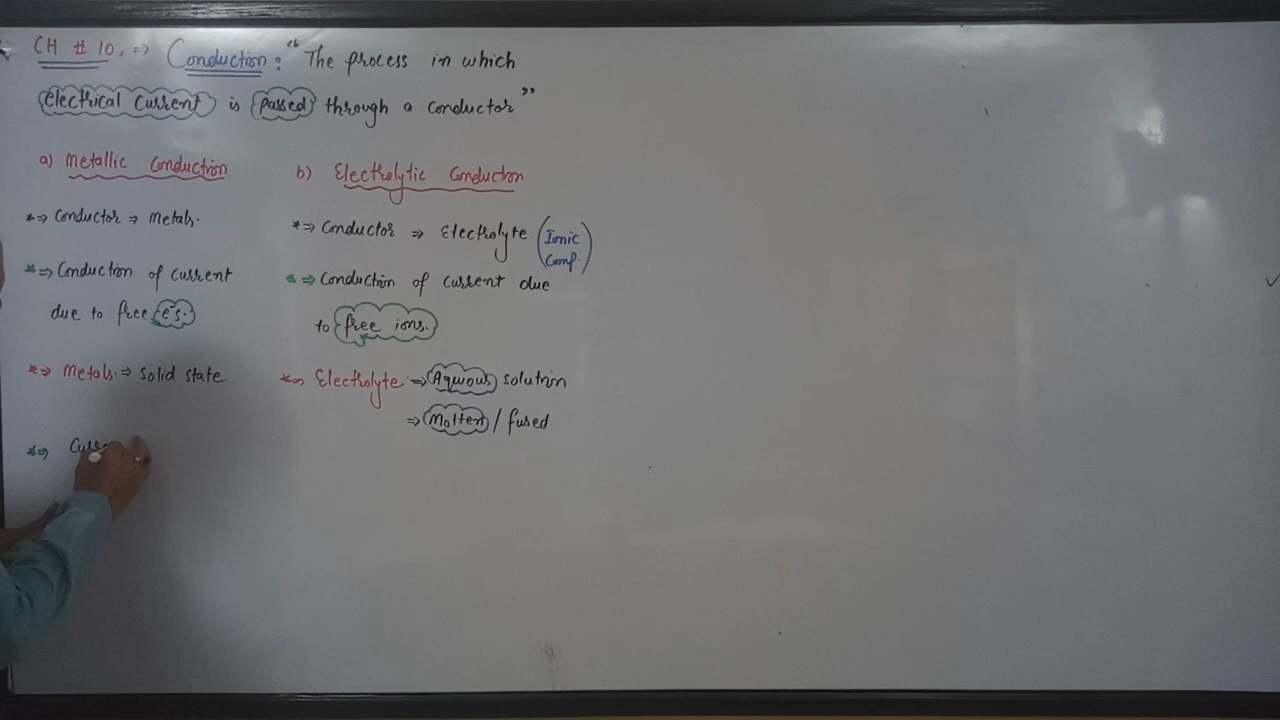 CH # 10, => Conduction: "The process in which
electrical current is passed through a conductor"
a) Metallic Conduction
*=> Conductor => Metals.
*=> Conduction of current
due to free e⁻s.
*=> Metals. => Solid state
*=>
b) Electrolytic Conduction
*=> Conductor => Electrolyte (Ionic
Comp.)
*=> Conduction of current due
to free ions.
*=> Electrolyte => Aqueous solution
=> Molten / fused